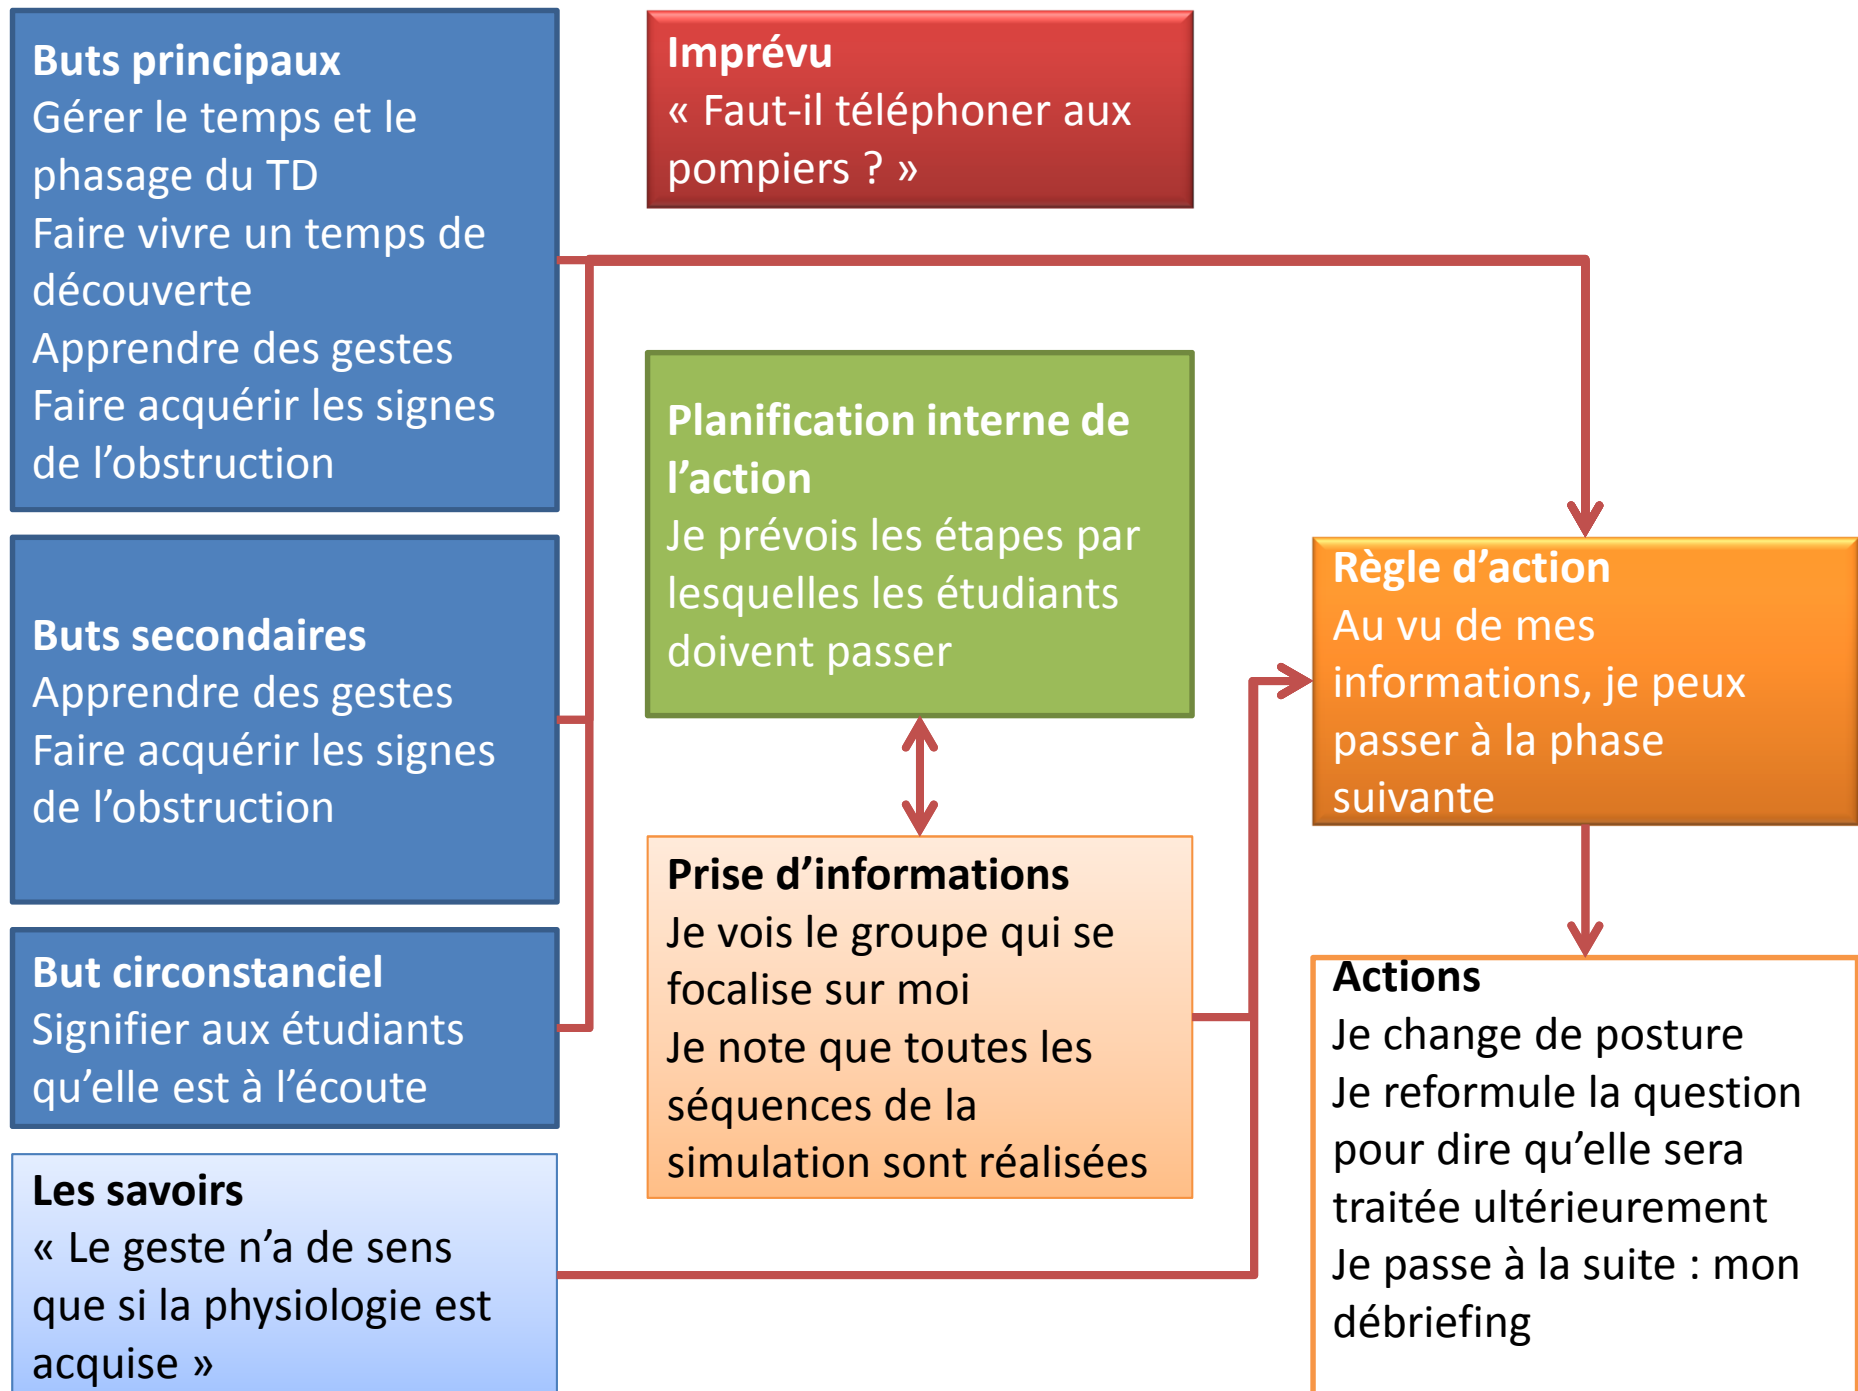 Buts principaux
Gérer le temps et le
phasage du TD
Faire vivre un temps de
découverte
Apprendre des gestes
Faire acquérir les signes
de l’obstruction
Buts secondaires
Apprendre des gestes
Faire acquérir les signes
de l’obstruction
But circonstanciel
Signifier aux étudiants
qu’elle est à l’écoute
Les savoirs
« Le geste n’a de sens
que si la physiologie est
acquise »
Imprévu
« Faut-il téléphoner aux
pompiers ? »
Planification interne de
l’action
Je prévois les étapes par
lesquelles les étudiants
doivent passer
Prise d’informations
Je vois le groupe qui se
focalise sur moi
Je note que toutes les
séquences de la
simulation sont réalisées
Règle d’action
Au vu de mes
informations, je peux
passer à la phase
suivante
Actions
Je change de posture
Je reformule la question
pour dire qu’elle sera
traitée ultérieurement
Je passe à la suite : mon
débriefing